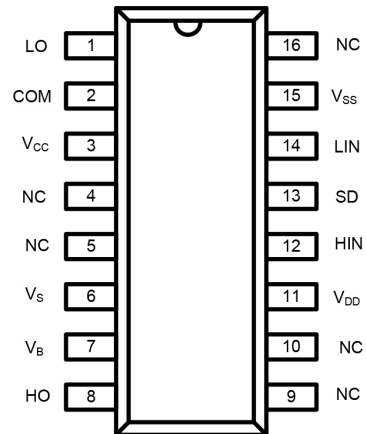 LO 1 16 NC
COM 2 15 VSS
VCC 3 14 LIN
NC 4 13 SD
NC 5 12 HIN
VS 6 11 VDD
VB 7 10 NC
HO 8 9 NC